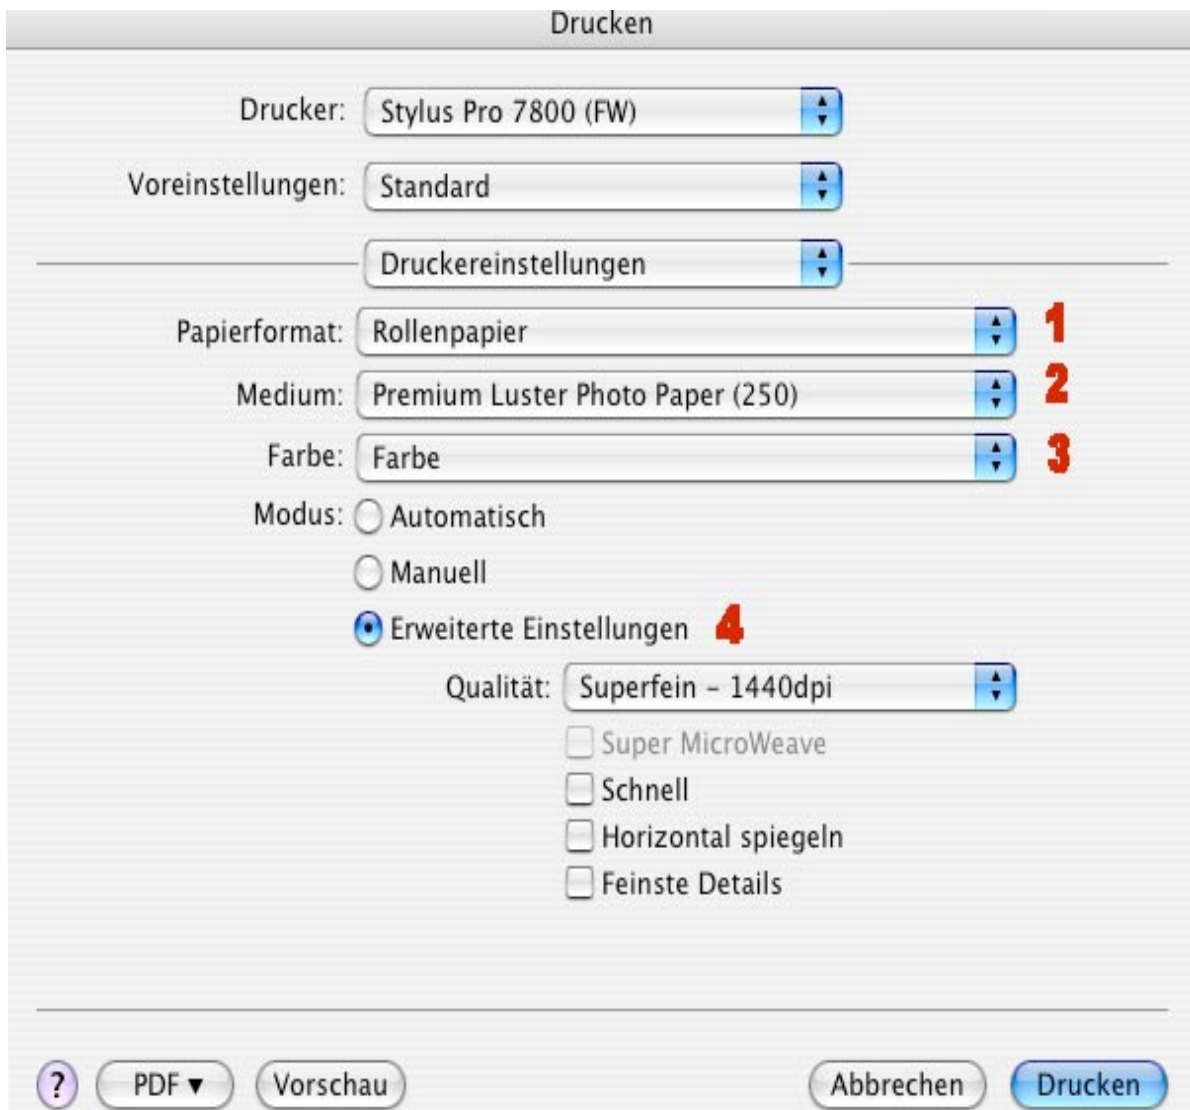 Drucken
Drucker: Stylus Pro 7800 (FW)
Voreinstellungen: Standard
Druckereinstellungen
Papierformat: Rollenpapier 1
Medium: Premium Luster Photo Paper (250) 2
Farbe: Farbe 3
Modus: Automatisch
Manuell
Erweiterte Einstellungen 4
Qualität: Superfein – 1440dpi
Super MicroWeave
Schnell
Horizontal spiegeln
Feinste Details
? PDF ▼ Vorschau Abbrechen Drucken